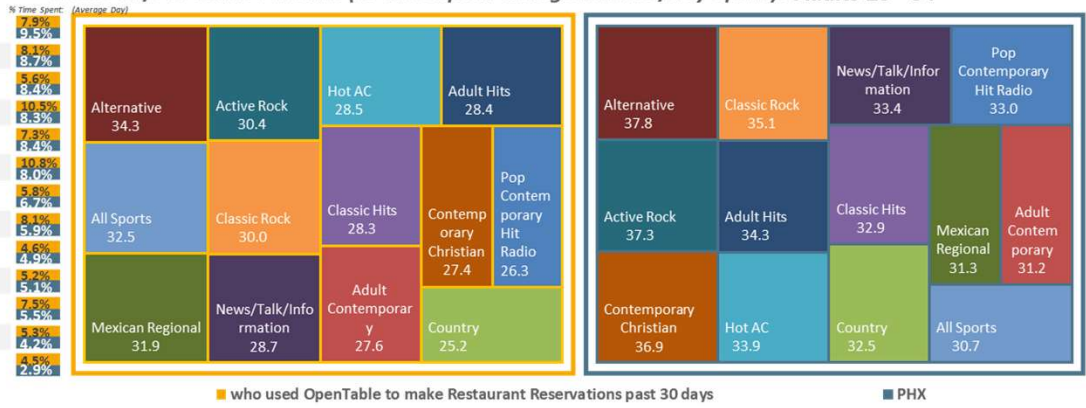 % Time Spent: (Average Day)
7.9%
9.5%
8.1%
8.7%
5.6%
8.4%
10.5%
8.3%
7.3%
8.4%
10.8%
8.0%
5.8%
6.7%
8.1%
5.9%
4.6%
4.9%
5.2%
5.1%
7.5%
5.5%
5.3%
4.2%
4.5%
2.9%
Alternative
34.3
Active Rock
30.4
Hot AC
28.5
Adult Hits
28.4
All Sports
32.5
Classic Rock
30.0
Classic Hits
28.3
Contemp
orary
Christian
27.4
Pop
Contem
porary
Hit
Radio
26.3
Mexican Regional
31.9
News/Talk/Info
rmation
28.7
Adult
Contemporar
y
27.6
Country
25.2
Alternative
37.8
Classic Rock
35.1
News/Talk/Infor
mation
33.4
Pop
Contemporary
Hit Radio
33.0
Active Rock
37.3
Adult Hits
34.3
Classic Hits
32.9
Mexican
Regional
31.3
Adult
Contem
porary
31.2
Contemporary
Christian
36.9
Hot AC
33.9
Country
32.5
All Sports
30.7
who used OpenTable to make Restaurant Reservations past 30 days
PHX